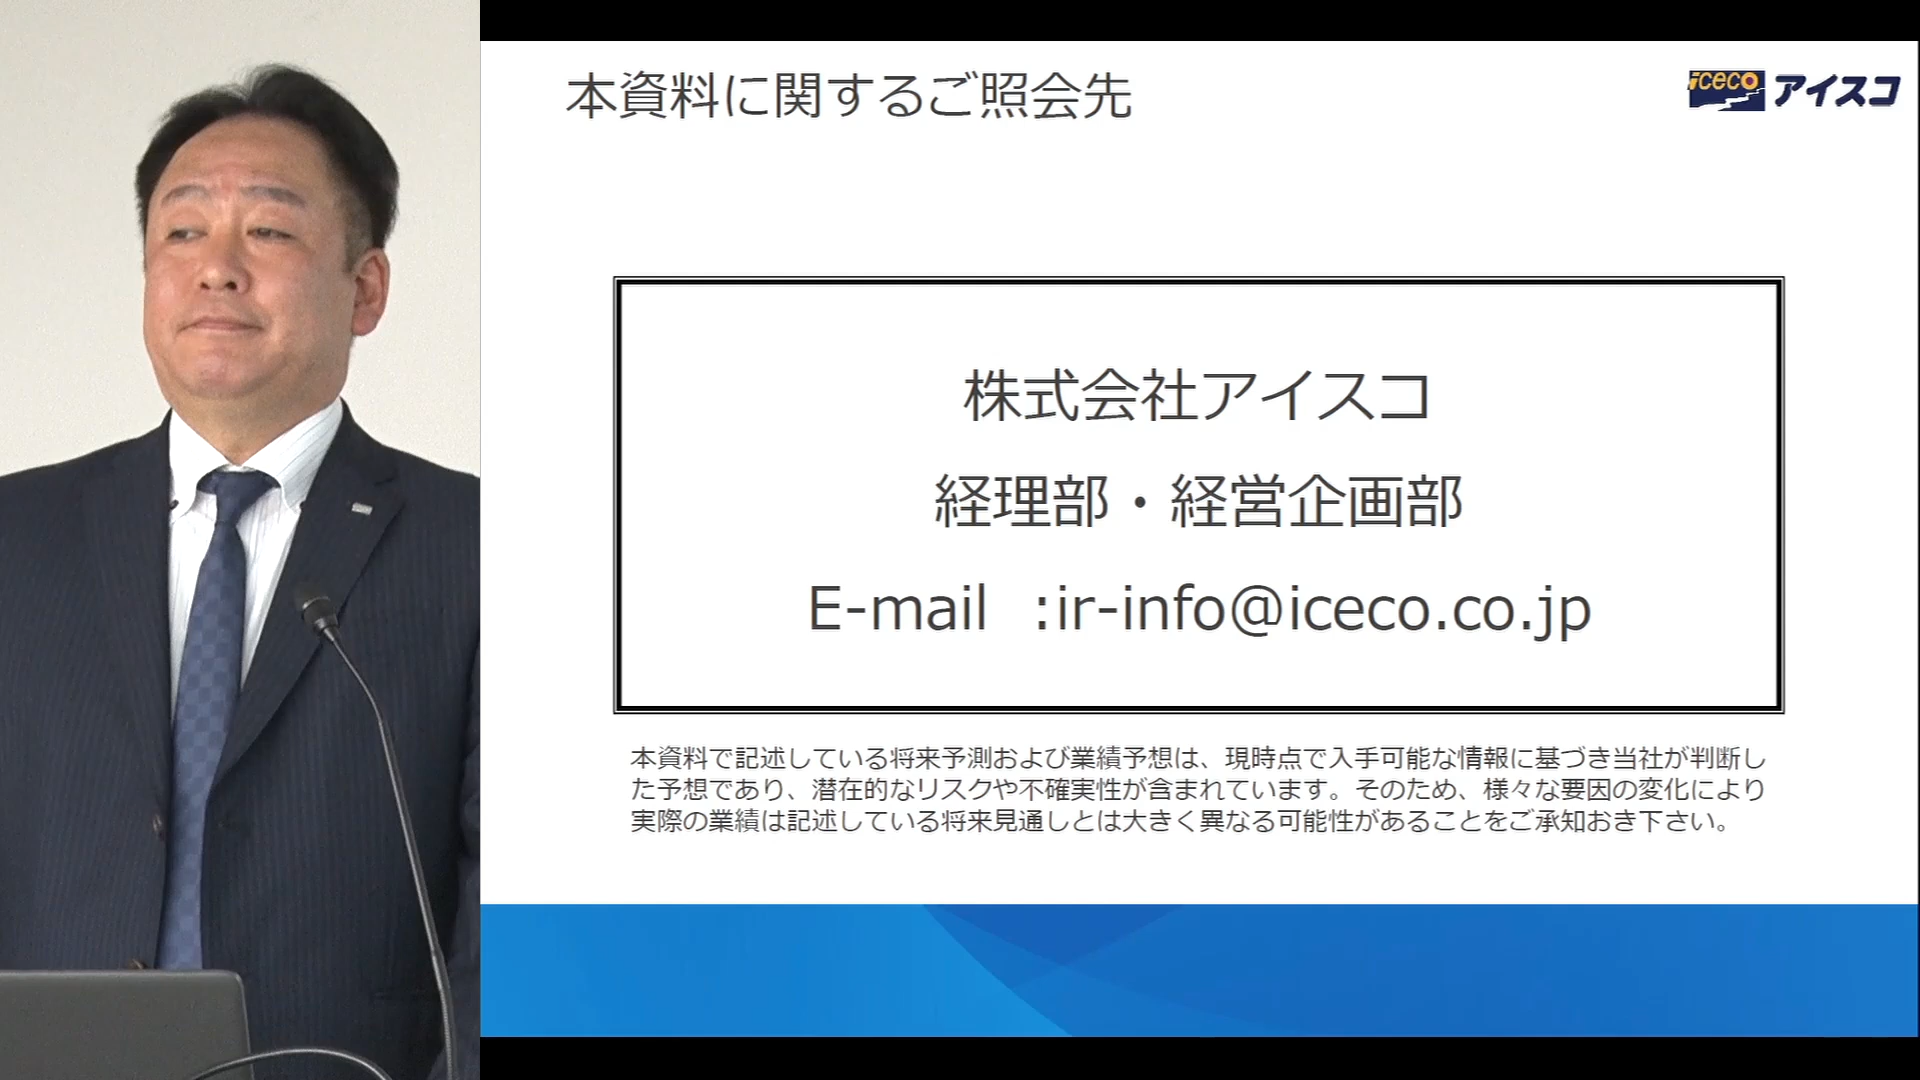 本資料に関するご照会先
iceco アイスコ
株式会社アイスコ
経理部・経営企画部
E-mail :ir-info@iceco.co.jp
本資料で記述している将来予測および業績予想は、現時点で入手可能な情報に基づき当社が判断し
た予想であり、潜在的なリスクや不確実性が含まれています。そのため、様々な要因の変化により
実際の業績は記述している将来見通しとは大きく異なる可能性があることをご承知おき下さい。